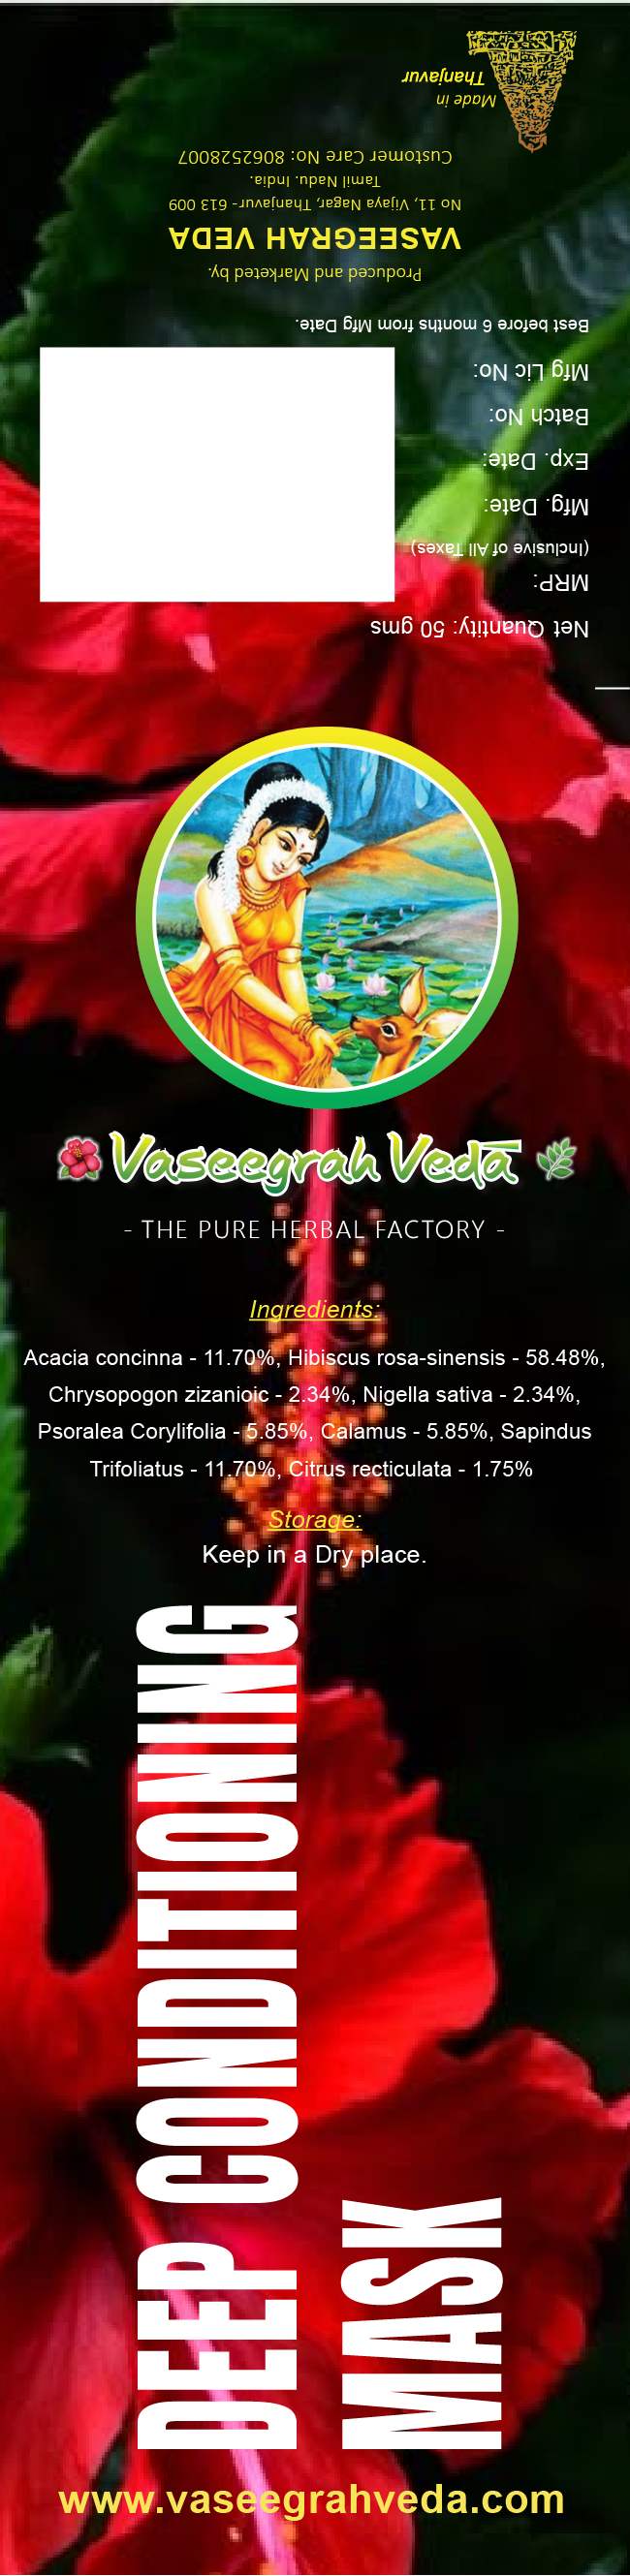 Made in
Thanjavur
Customer Care No: 8062528007
Tamil Nadu. India.
No 11, Vijaya Nagar, Thanjavur- 613 009
VASEEGRAH VEDA
Produced and Marketed by.
Best before 6 months from Mfg Date.
Mfg Lic No:
Batch No:
Exp. Date:
Mfg. Date:
(Inclusive of All Taxes)
MRP:
Net Quantity: 50 gms
Vaseegrah Veda
- THE PURE HERBAL FACTORY -
Ingredients:
Acacia concinna - 11.70%, Hibiscus rosa-sinensis - 58.48%,
Chrysopogon zizanioic - 2.34%, Nigella sativa - 2.34%,
Psoralea Corylifolia - 5.85%, Calamus - 5.85%, Sapindus
Trifoliatus - 11.70%, Citrus recticulata - 1.75%
Storage:
Keep in a Dry place.
DEEP CONDITIONING
MASK
www.vaseegrahveda.com